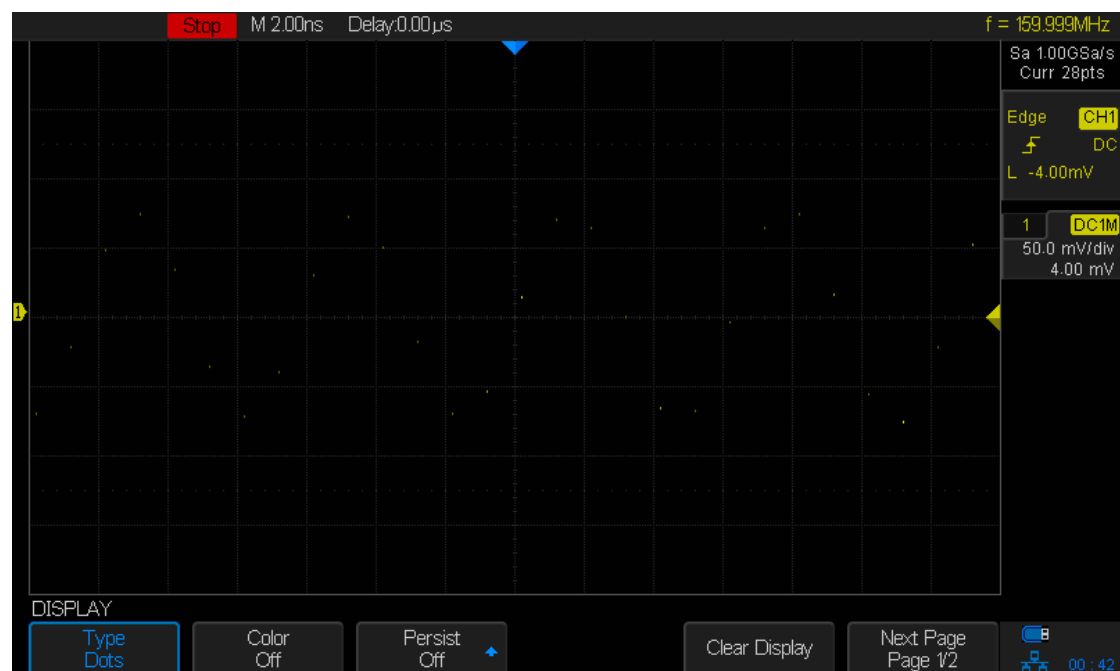 Stop M 2.00ns Delay:0.00µs f = 159.999MHz
Sa 1.00GSa/s
Curr 28pts
Edge CH1
DC
L -4.00mV
1 DC1M
50.0 mV/div
4.00 mV
1
DISPLAY
Type
Dots
Color
Off
Persist
Off
Clear Display
Next Page
Page 1/2
00:42